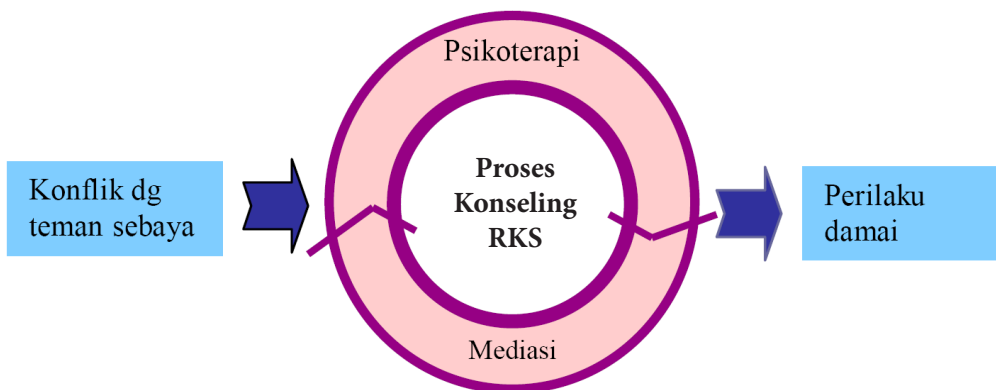 Psikoterapi
Konflik dg
teman sebaya
Proses
Konseling
RKS
Perilaku
damai
Mediasi